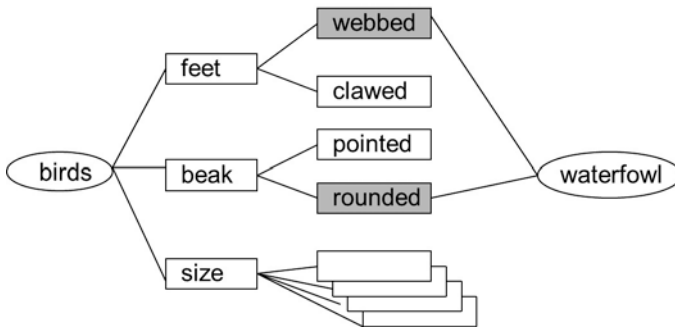 webbed
feet
clawed
pointed
birds
beak
waterfowl
rounded
size